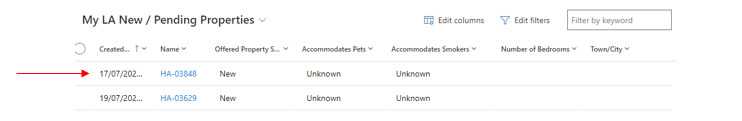 My LA New / Pending Properties Edit columns Edit filters Filter by keyword
Created... Name Offered Property S... Accommodates Pets Accommodates Smokers Number of Bedrooms Town/City
17/07/202... HA-03848 New Unknown Unknown
19/07/202... HA-03629 New Unknown Unknown